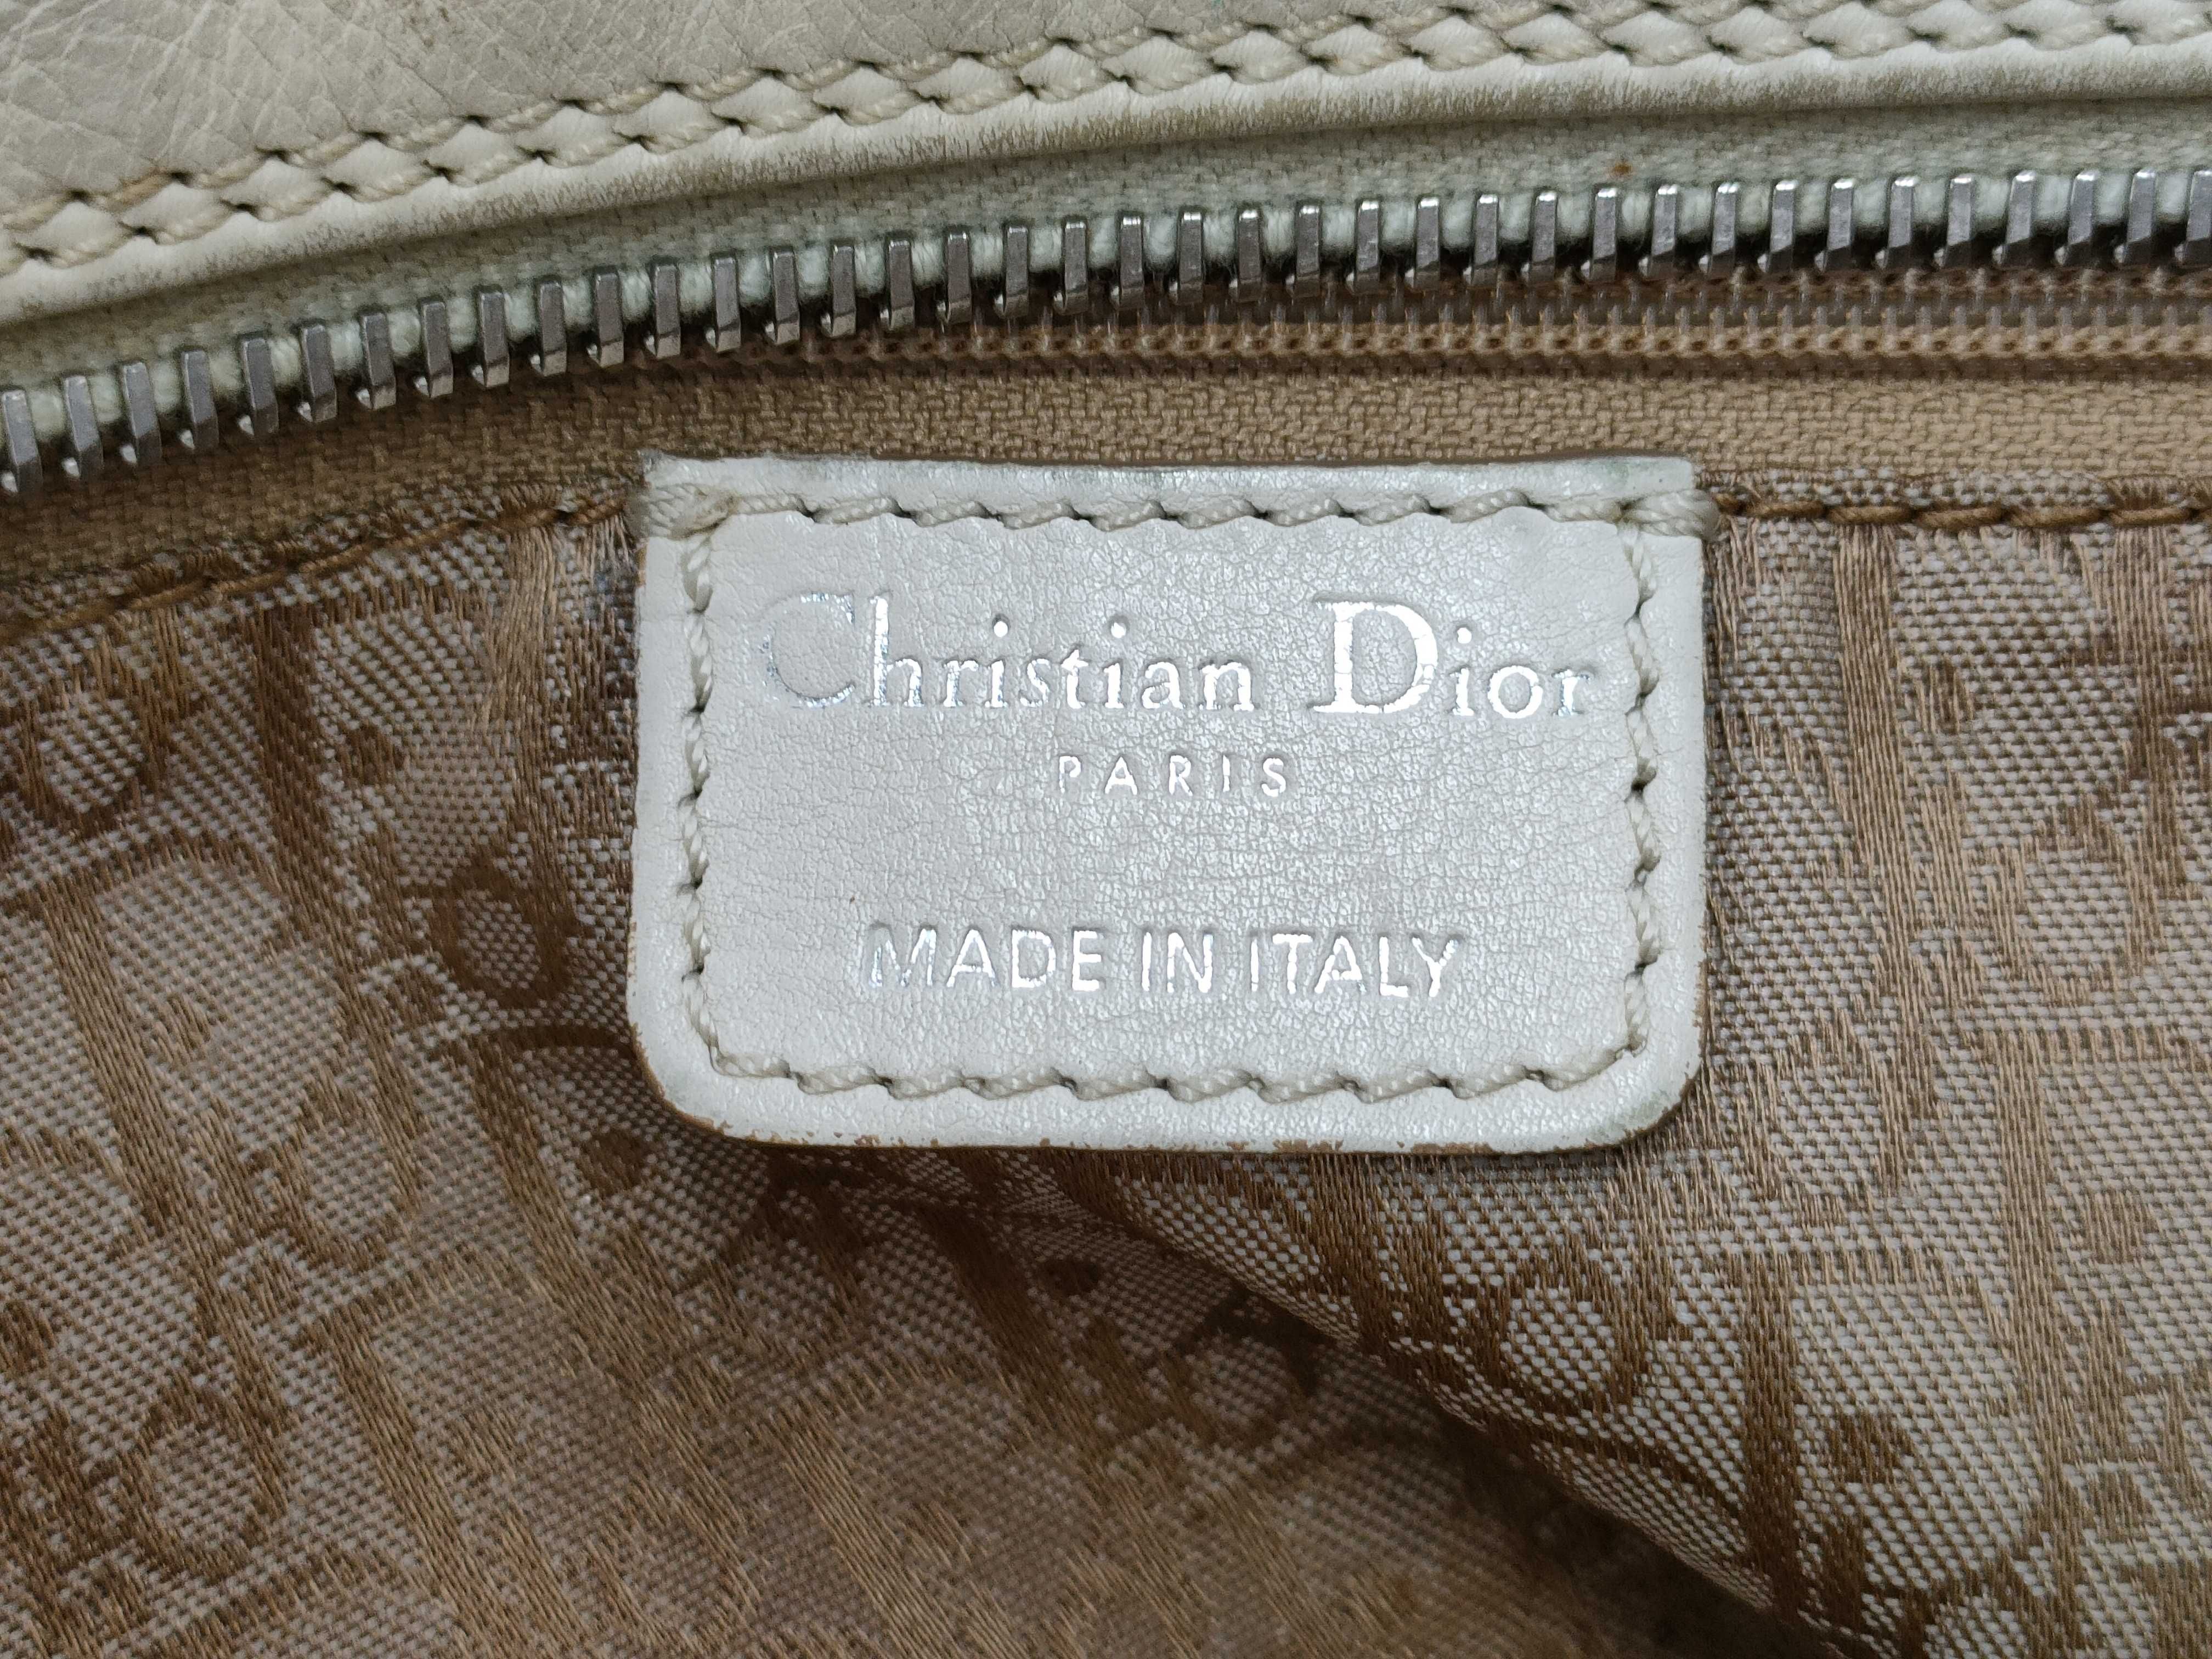 Christian Dior
PARIS
MADE IN ITALY